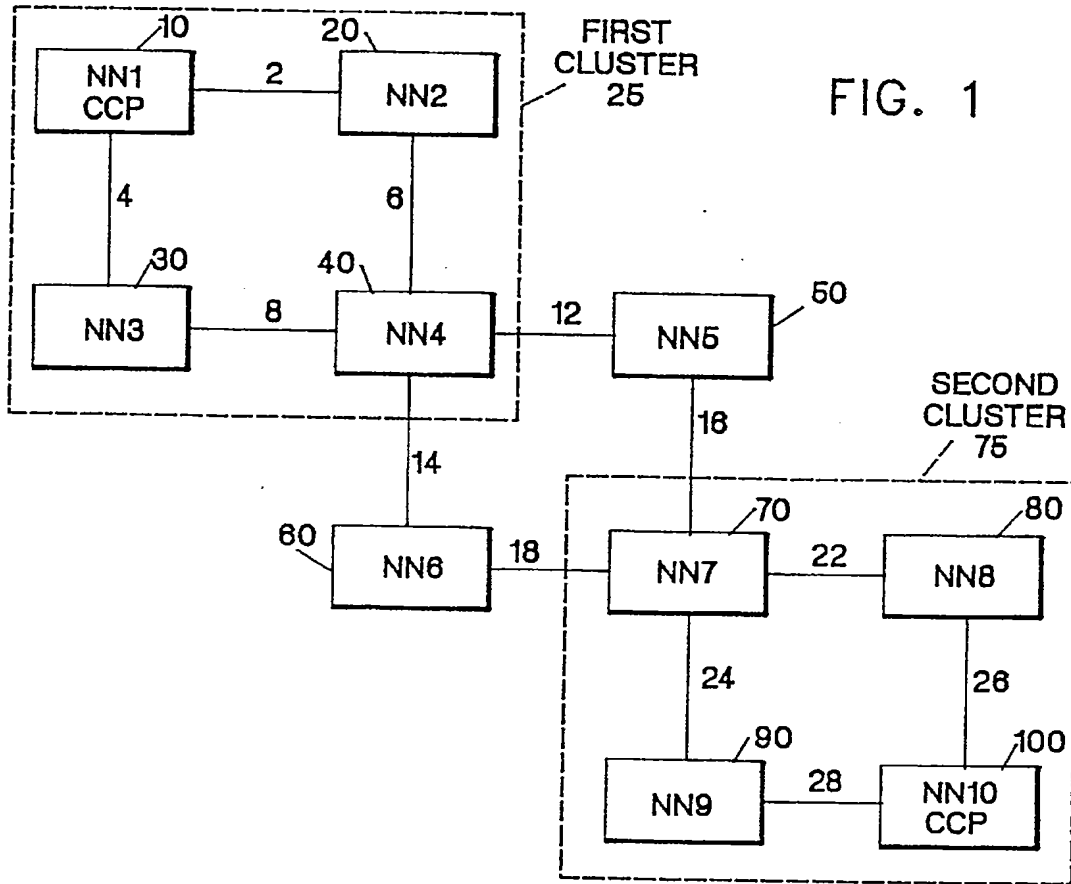 10
20
FIRST
CLUSTER
25
FIG. 1
NN1
CCP
2
NN2
4
6
30
40
50
NN3
8
NN4
12
NN5
SECOND
CLUSTER
75
14
16
60
70
80
NN6
18
NN7
22
NN8
24
26
90
100
NN9
28
NN10
CCP